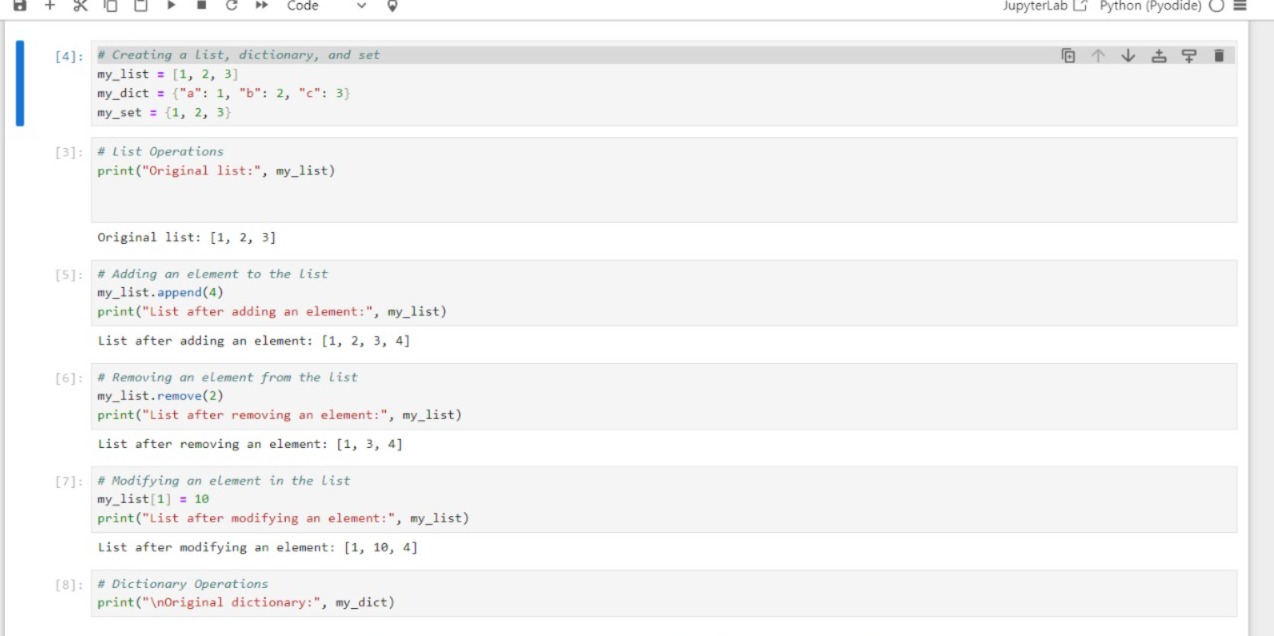 Code
JupyterLab
Python (Pyodide)
[4]:
# Creating a list, dictionary, and set
my_list = [1, 2, 3]
my_dict = {"a": 1, "b": 2, "c": 3}
my_set = {1, 2, 3}
[3]:
# List Operations
print("Original list:", my_list)
Original list: [1, 2, 3]
[5]:
# Adding an element to the list
my_list.append(4)
print("List after adding an element:", my_list)
List after adding an element: [1, 2, 3, 4]
[6]:
# Removing an element from the list
my_list.remove(2)
print("List after removing an element:", my_list)
List after removing an element: [1, 3, 4]
[7]:
# Modifying an element in the list
my_list[1] = 10
print("List after modifying an element:", my_list)
List after modifying an element: [1, 10, 4]
[8]:
# Dictionary Operations
print("\nOriginal dictionary:", my_dict)